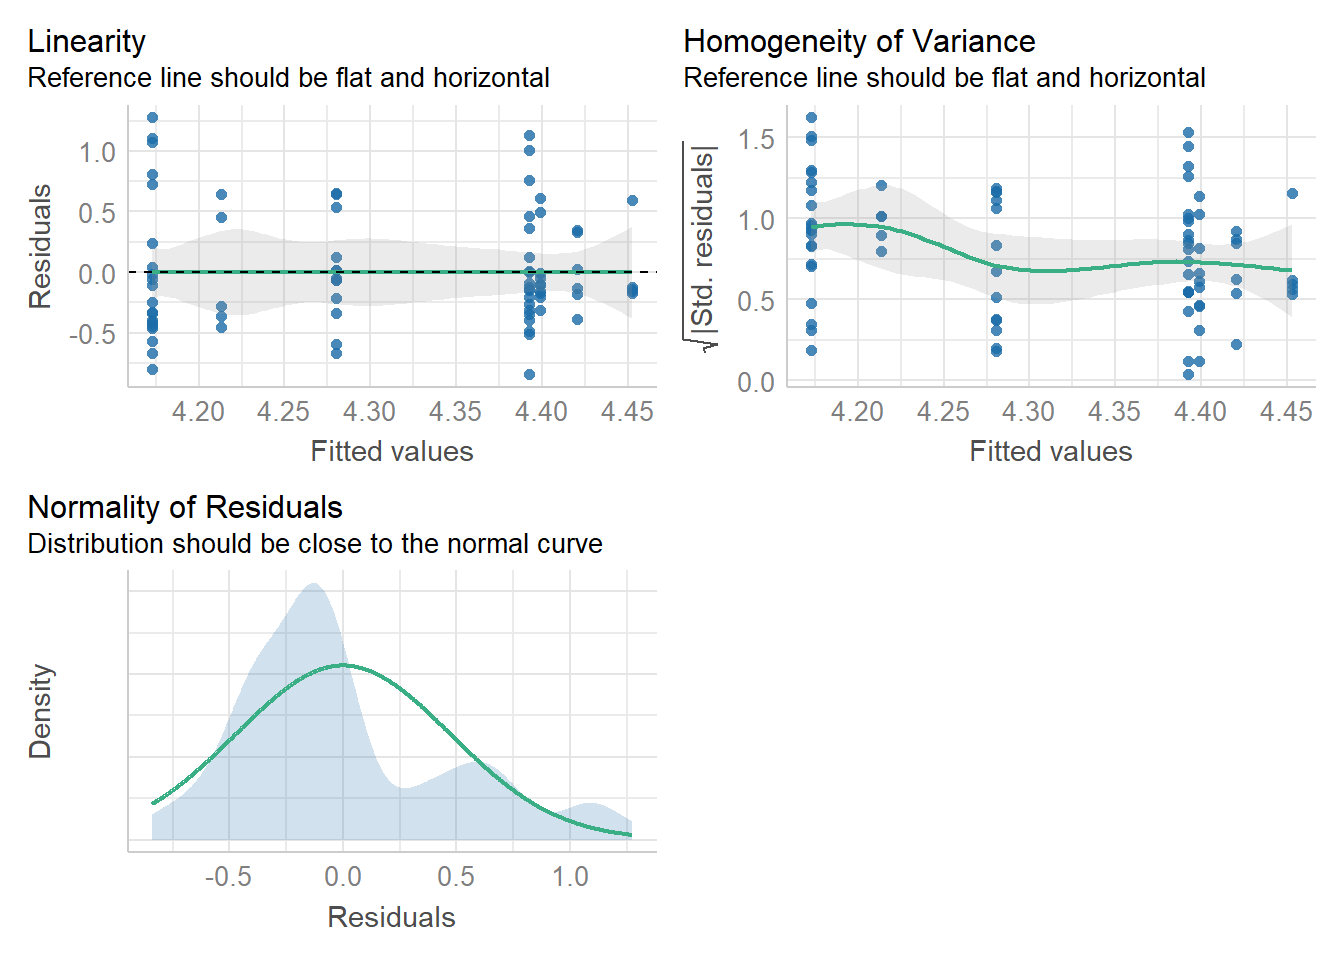 Linearity
Reference line should be flat and horizontal
Residuals
1.0
0.5
0.0
-0.5
4.20 4.25 4.30 4.35 4.40 4.45
Fitted values
Homogeneity of Variance
Reference line should be flat and horizontal
√|Std. residuals|
1.5
1.0
0.5
0.0
4.20 4.25 4.30 4.35 4.40 4.45
Fitted values
Normality of Residuals
Distribution should be close to the normal curve
Density
-0.5 0.0 0.5 1.0
Residuals